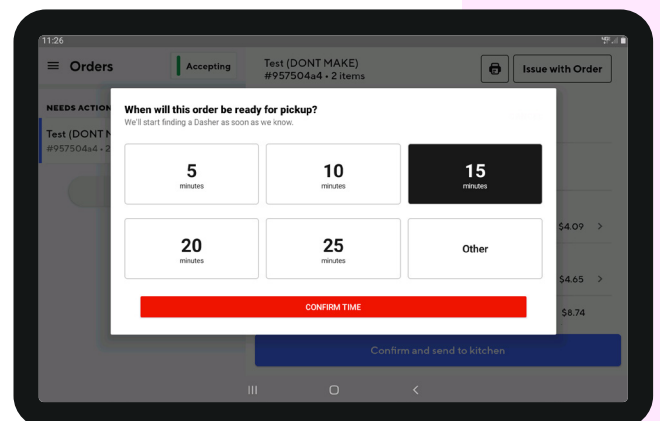 11:26
Orders
Accepting
Test (DONT MAKE)
#957504a4 • 2 items
Issue with Order
NEEDS ACTION
Test (DONT M
#957504a4 • 2
When will this order be ready for pickup?
We'll start finding a Dasher as soon as we know.
5
minutes
10
minutes
15
minutes
20
minutes
25
minutes
Other
CONFIRM TIME
$4.09
$4.65
$8.74
Confirm and send to kitchen